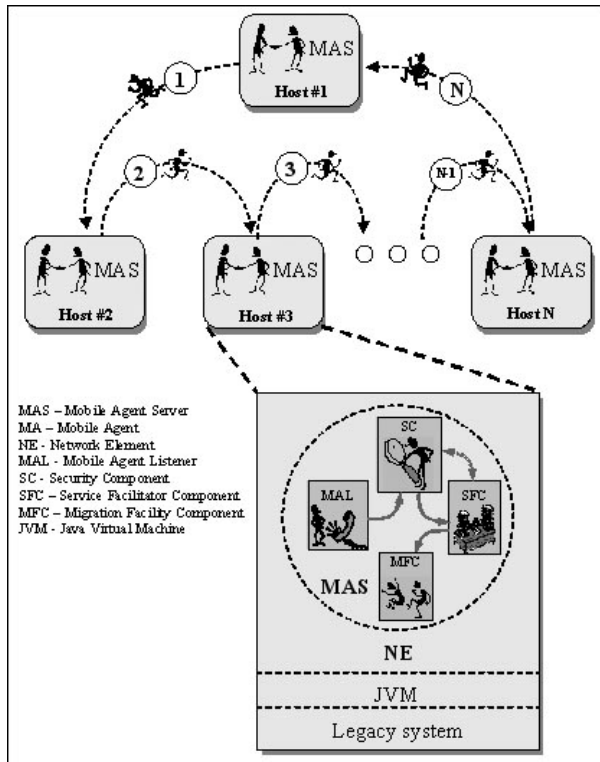 MAS
Host #1
1
N
2
3
N-1
MAS
Host #2
MAS
Host #3
MAS
Host N
MAS – Mobile Agent Server
MA – Mobile Agent
NE - Network Element
MAL - Mobile Agent Listener
SC - Security Component
SFC – Service Facilitator Component
MFC – Migration Facility Component
JVM - Java Virtual Machine
SC
MAL
SFC
MFC
MAS
NE
JVM
Legacy system